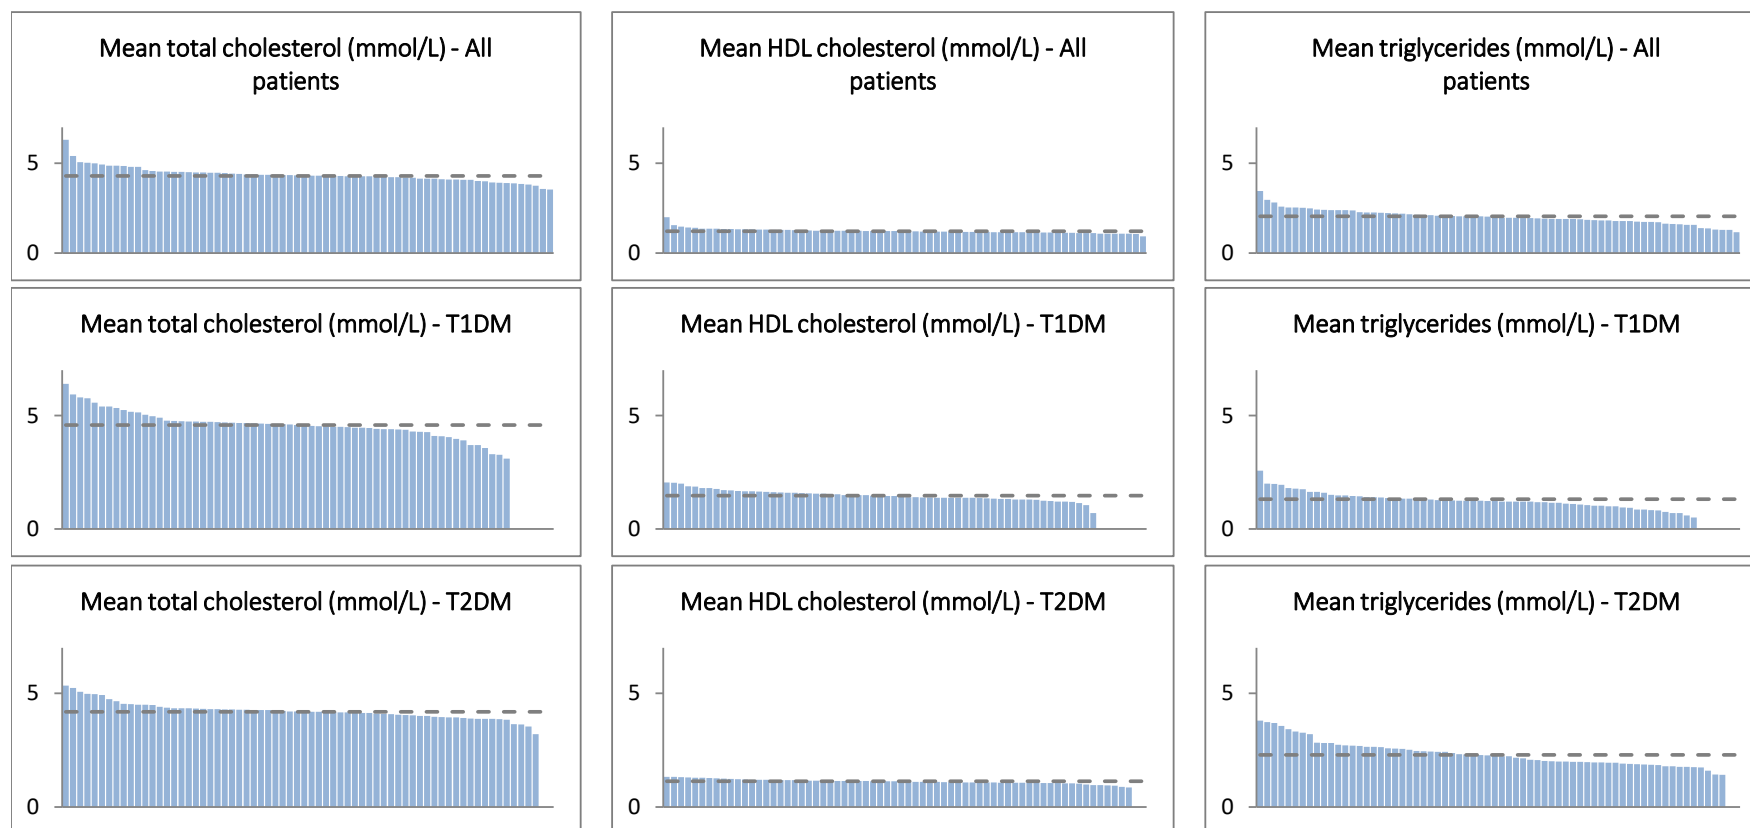 Mean total cholesterol (mmol/L) - All
patients
5
0
Mean HDL cholesterol (mmol/L) - All
patients
5
0
Mean triglycerides (mmol/L) - All
patients
5
0
Mean total cholesterol (mmol/L) - T1DM
5
0
Mean HDL cholesterol (mmol/L) - T1DM
5
0
Mean triglycerides (mmol/L) - T1DM
5
0
Mean total cholesterol (mmol/L) - T2DM
5
0
Mean HDL cholesterol (mmol/L) - T2DM
5
0
Mean triglycerides (mmol/L) - T2DM
5
0